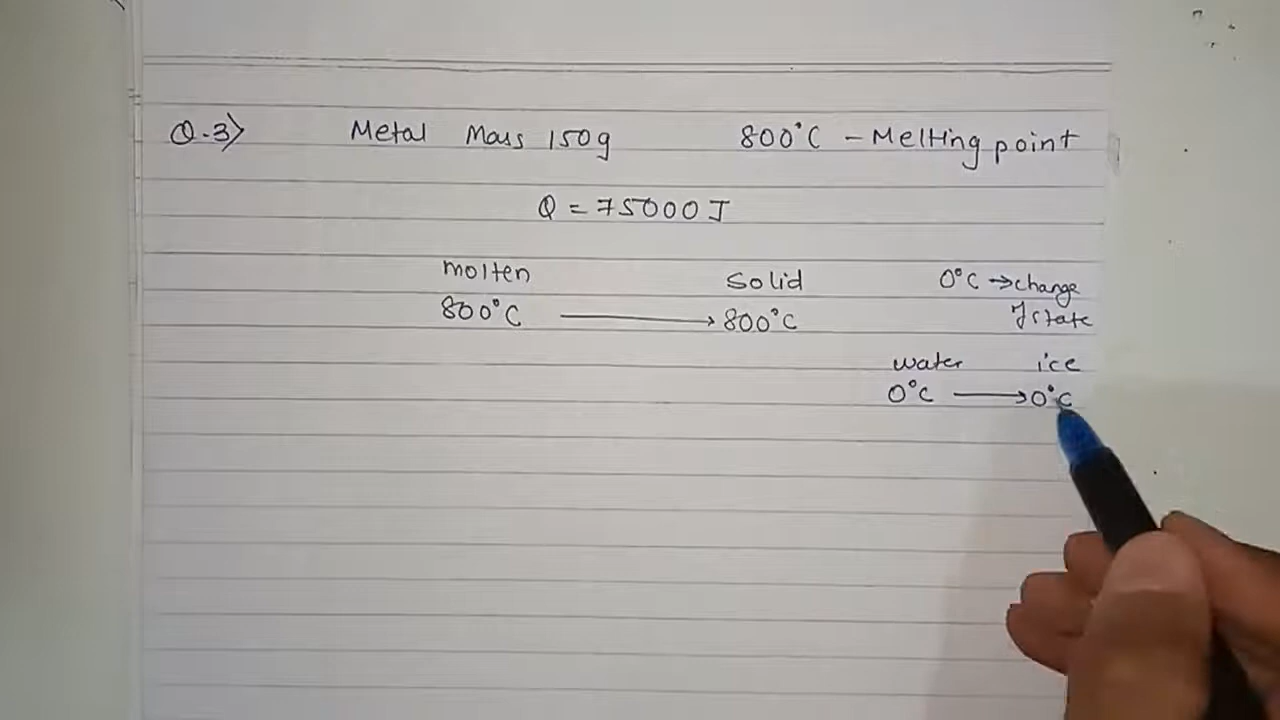 Q.3) Metal Mass 150g 800°C - Melting point
Q = 75000 J
molten solid 0°C → change
800°C → 800°C of state
water ice
0°C → 0°C